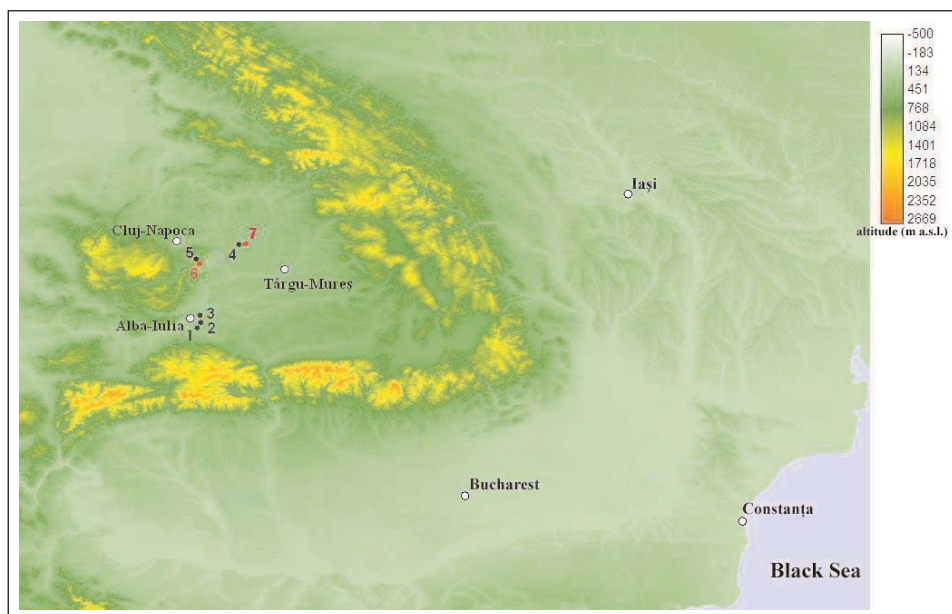 -500
-183
134
451
768
1084
1401
1718
2035
2352
2669
altitude (m a.s.l.)
Iași
Cluj-Napoca
7
4
5
6
Târgu-Mureș
3
Alba-Iulia
2
1
Bucharest
Constanța
Black Sea